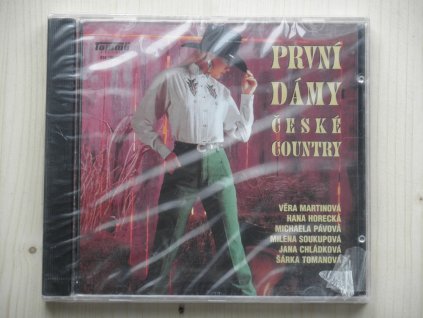 PRVNÍ
DÁMY
ČESKÉ
COUNTRY
VĚRA MARTINOVÁ
HANA HORECKÁ
MICHAELA PÁVOVÁ
MILENA SOUKUPOVÁ
JANA CHLÁDKOVÁ
ŠÁRKA TOMANOVÁ